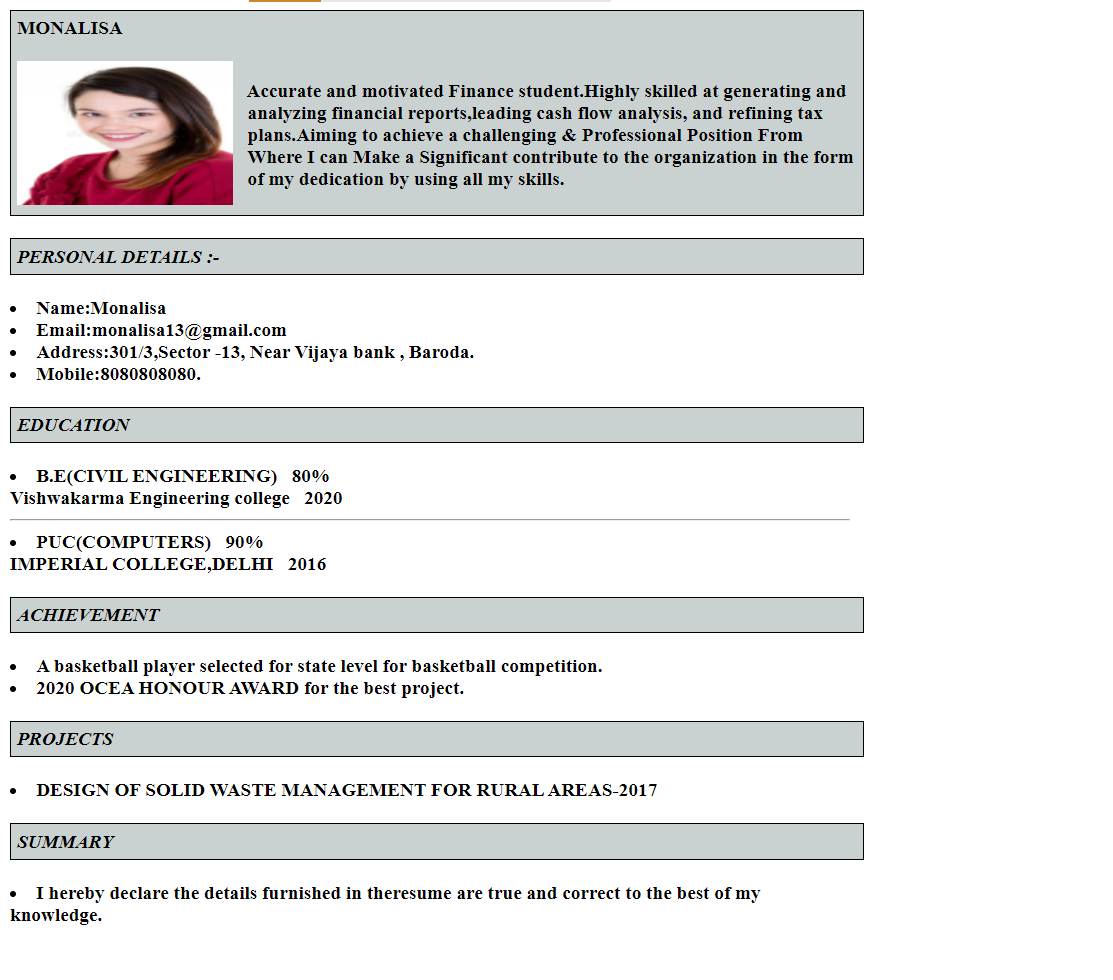 MONALISA
Accurate and motivated Finance student.Highly skilled at generating and
analyzing financial reports,leading cash flow analysis, and refining tax
plans.Aiming to achieve a challenging & Professional Position From
Where I can Make a Significant contribute to the organization in the form
of my dedication by using all my skills.
PERSONAL DETAILS :-
• Name:Monalisa
• Email:monalisa13@gmail.com
• Address:301/3,Sector -13, Near Vijaya bank , Baroda.
• Mobile:8080808080.
EDUCATION
• B.E(CIVIL ENGINEERING) 80%
Vishwakarma Engineering college 2020
• PUC(COMPUTERS) 90%
IMPERIAL COLLEGE,DELHI 2016
ACHIEVEMENT
• A basketball player selected for state level for basketball competition.
• 2020 OCEA HONOUR AWARD for the best project.
PROJECTS
• DESIGN OF SOLID WASTE MANAGEMENT FOR RURAL AREAS-2017
SUMMARY
• I hereby declare the details furnished in theresume are true and correct to the best of my
knowledge.